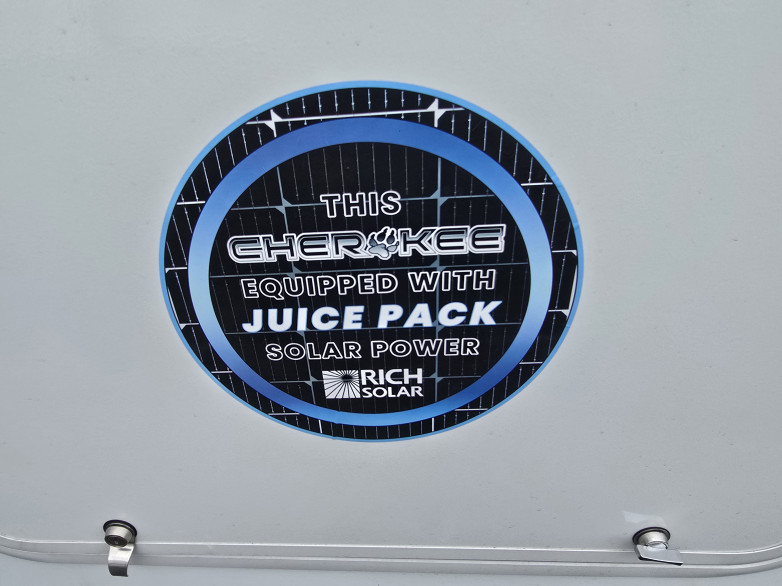 THIS
CHEROKEE
EQUIPPED WITH
JUICE PACK
SOLAR POWER
RICH
SOLAR